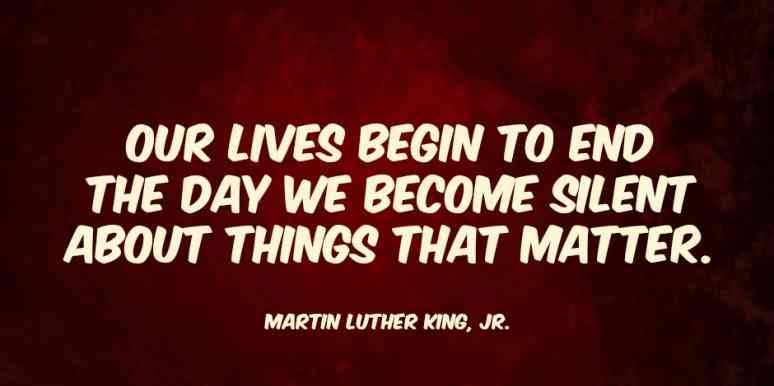 OUR LIVES BEGIN TO END
THE DAY WE BECOME SILENT
ABOUT THINGS THAT MATTER.
MARTIN LUTHER KING, JR.